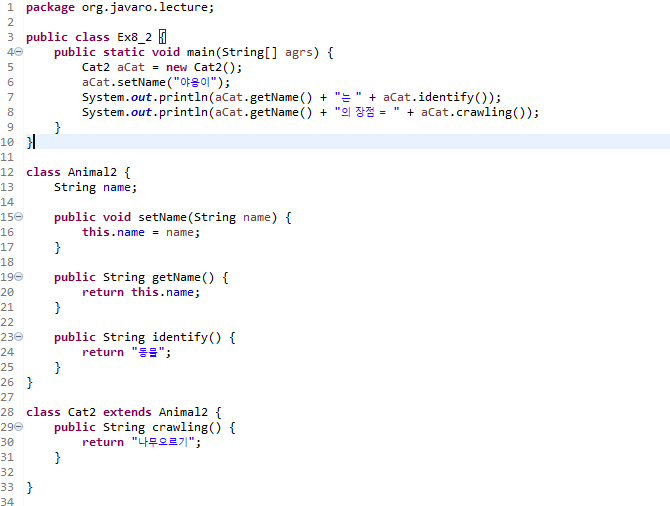 1 package org.javaro.lecture;
2
3 public class Ex8_2 {
4 public static void main(String[] agrs) {
5 Cat2 aCat = new Cat2();
6 aCat.setName("야옹이");
7 System.out.println(aCat.getName() + "는 " + aCat.identify());
8 System.out.println(aCat.getName() + "의 장점 = " + aCat.crawling());
9 }
10 }
11
12 class Animal2 {
13 String name;
14
15 public void setName(String name) {
16 this.name = name;
17 }
18
19 public String getName() {
20 return this.name;
21 }
22
23 public String identify() {
24 return "동물";
25 }
26 }
27
28 class Cat2 extends Animal2 {
29 public String crawling() {
30 return "나무오르기";
31 }
32
33 }
34